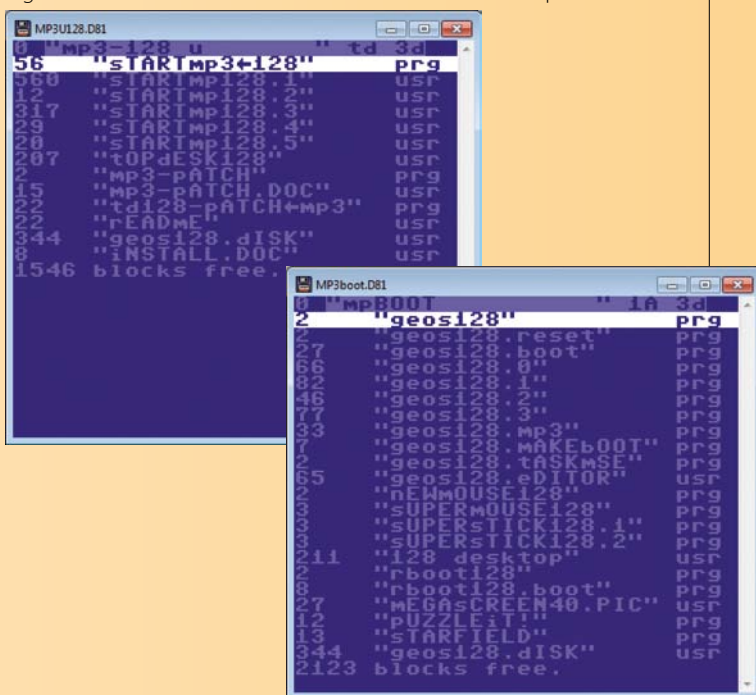 MP3U128.D81
0 "mp3-128 u " td 3d
56 "sTARTmp3←128" prg
560 "sTARTmp128.1" usr
12 "sTARTmp128.2" usr
317 "sTARTmp128.3" usr
29 "sTARTmp128.4" usr
20 "sTARTmp128.5" usr
207 "tOPdESK128" usr
2 "mp3-pATCH" prg
15 "mp3-pATCH.DOC" usr
22 "td128-pATCH←mp3" prg
22 "rEADmE" usr
344 "geos128.dISK" usr
8 "iNSTALL.DOC" usr
1546 blocks free.
MP3boot.D81
0 "mpBOOT " 1A 3d
2 "geos128" prg
2 "geos128.reset" prg
27 "geos128.boot" prg
66 "geos128.0" prg
82 "geos128.1" prg
46 "geos128.2" prg
77 "geos128.3" prg
33 "geos128.mp3" prg
7 "geos128.mAKEbOOT" prg
2 "geos128.tASKmSE" prg
65 "geos128.eDITOR" usr
2 "nEWmOUSE128" prg
3 "sUPERmOUSE128" prg
3 "sUPERsTICK128.1" prg
3 "sUPERsTICK128.2" prg
211 "128 desktop" usr
2 "rboot128" prg
8 "rboot128.boot" prg
27 "mEGAsCREEN40.PIC" usr
12 "pUZZLEiT!" prg
13 "sTARFIELD" prg
344 "geos128.dISK" usr
2123 blocks free.